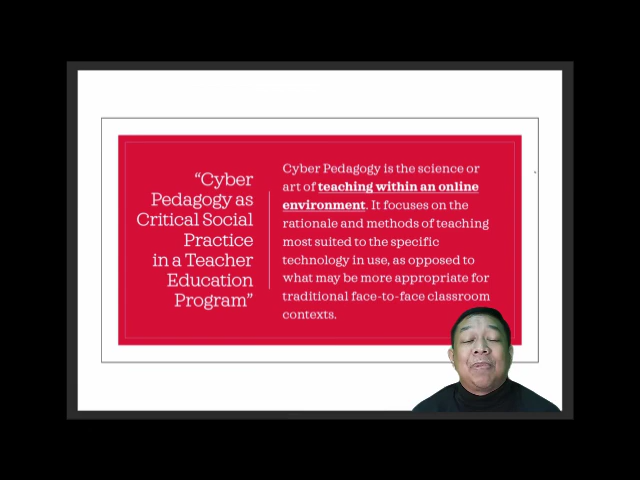 “Cyber
Pedagogy as
Critical Social
Practice
in a Teacher
Education
Program”
Cyber Pedagogy is the science or
art of teaching within an online
environment. It focuses on the
rationale and methods of teaching
most suited to the specific
technology in use, as opposed to
what may be more appropriate for
traditional face-to-face classroom
contexts.